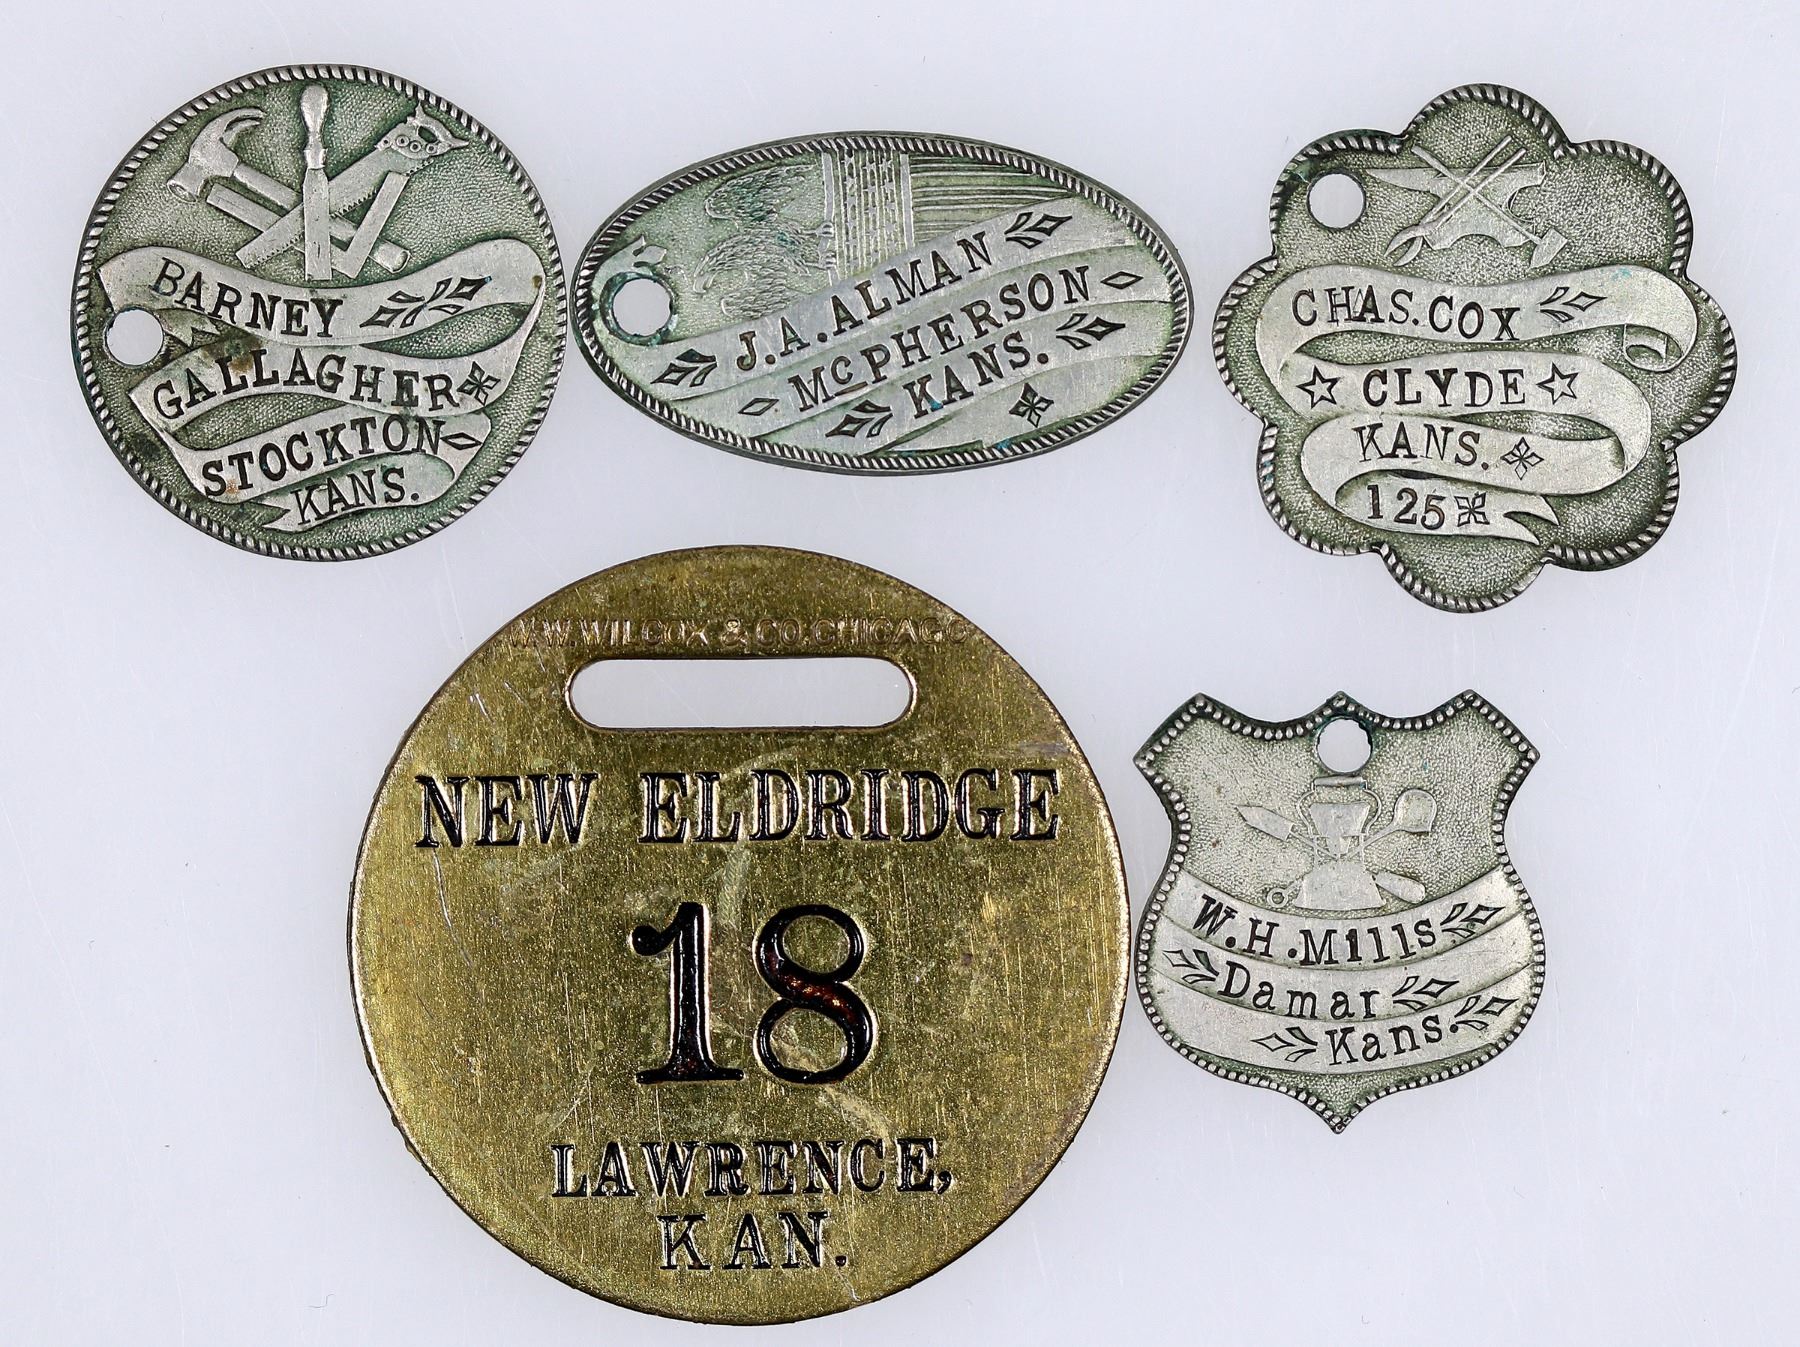 BARNEY
GALLAGHER
STOCKTON
KANS.
J.A.ALMAN
McPHERSON
KANS.
CHAS.COX
CLYDE
KANS.
125
W.W.WILCOX & CO.CHICAGO
NEW ELDRIDGE
18
LAWRENCE,
KAN.
W.H.Mills
Damar
Kans.